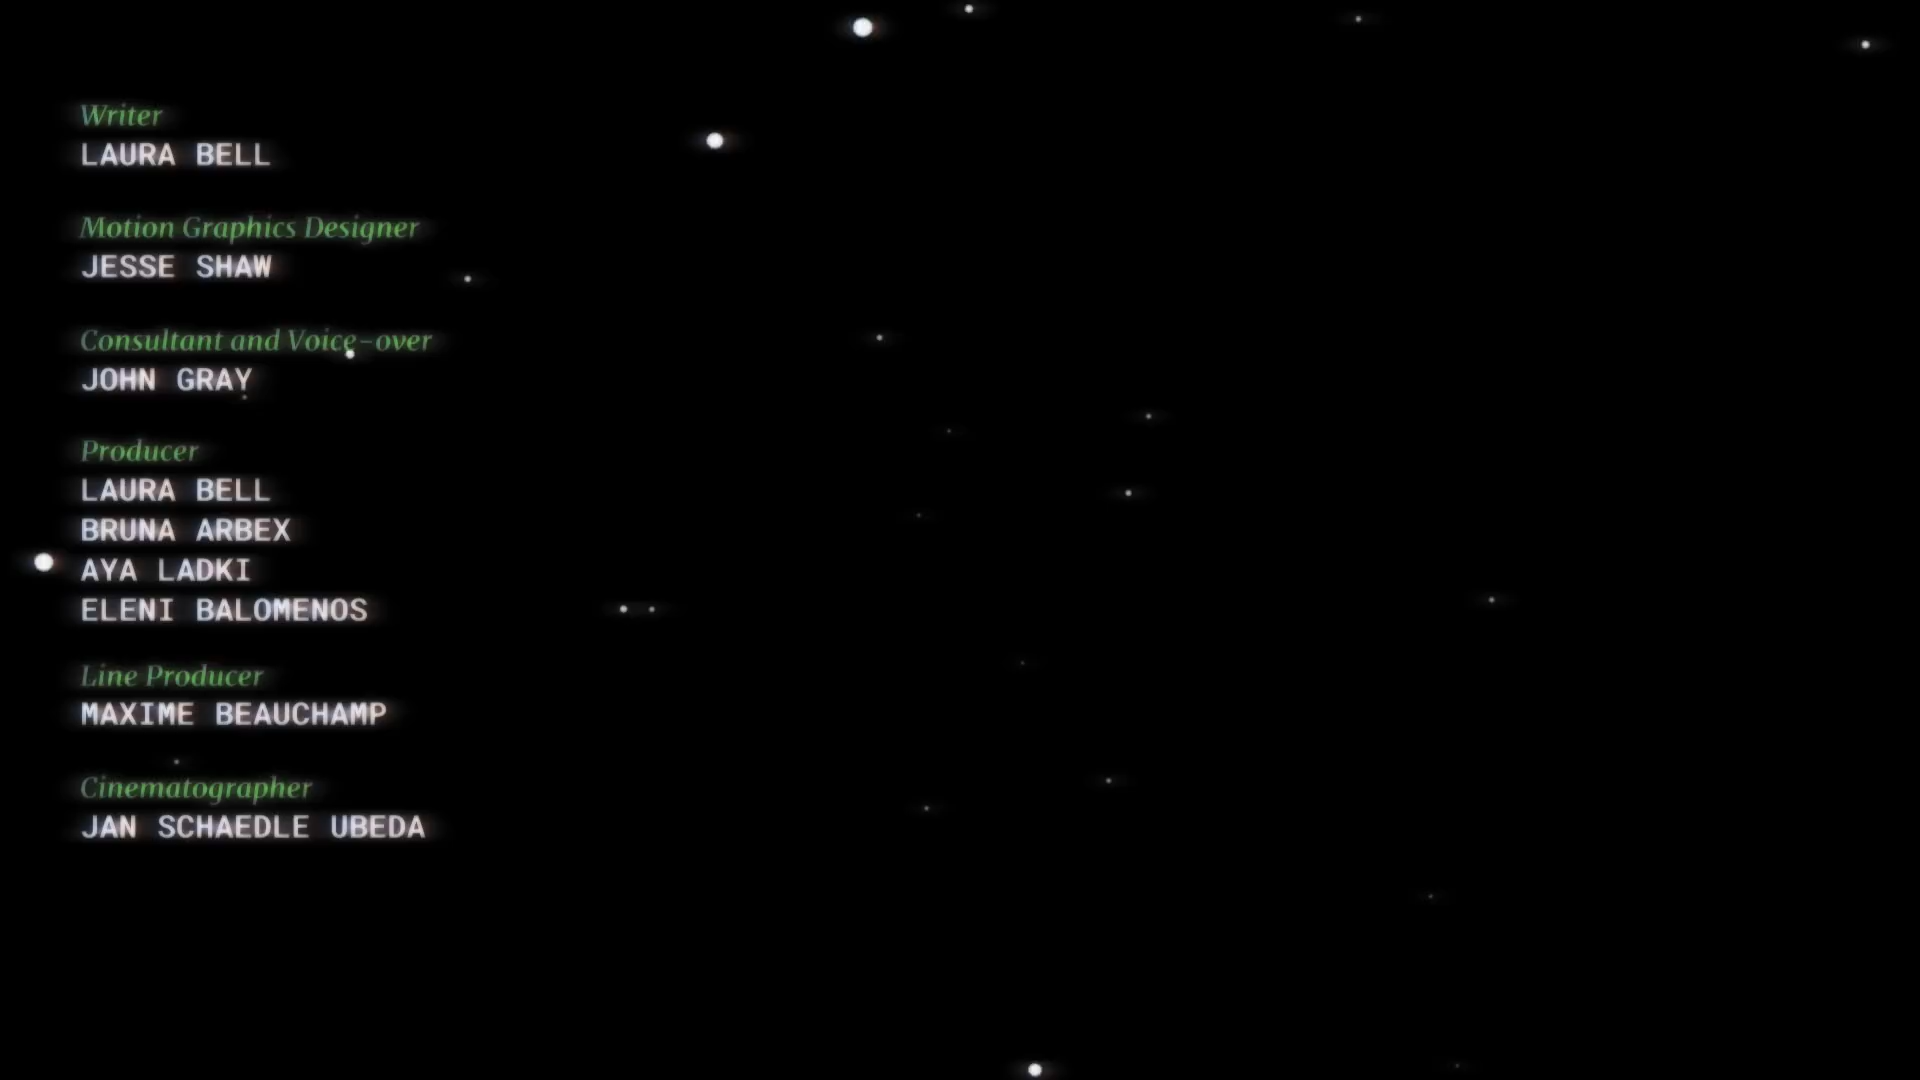 Writer
LAURA BELL
Motion Graphics Designer
JESSE SHAW
Consultant and Voice-over
JOHN GRAY
Producer
LAURA BELL
BRUNA ARBEX
AYA LADKI
ELENI BALOMENOS
Line Producer
MAXIME BEAUCHAMP
Cinematographer
JAN SCHAEDLE UBEDA